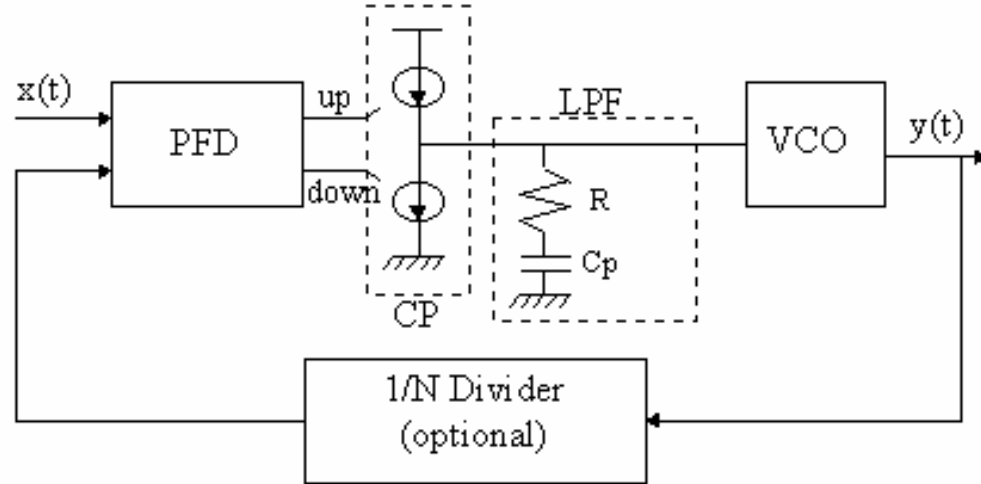 x(t)
PFD
up
down
CP
LPF
R
Cp
VCO
y(t)
1/N Divider
(optional)